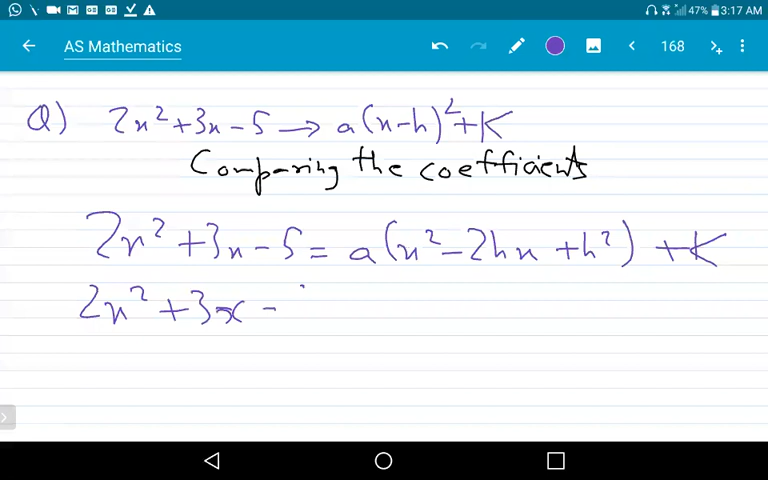 47% 3:17 AM
AS Mathematics 168
Q) 2x² + 3x - 5 → a(x-h)² + K
Comparing the coefficients
2x² + 3x - 5 = a(x² - 2hx + h²) + K
2x² + 3x -